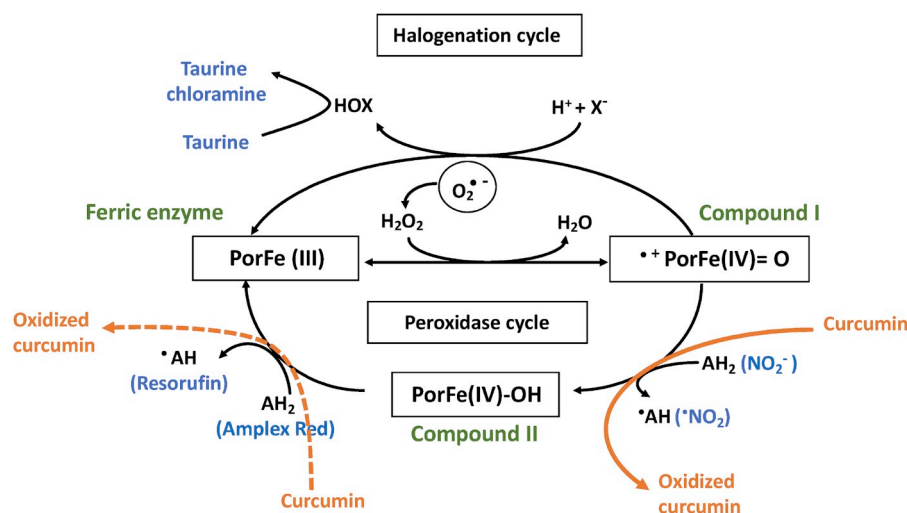 Halogenation cycle
Taurine
chloramine
HOX
H⁺ + X⁻
Taurine
O₂•⁻
Ferric enzyme
H₂O₂
H₂O
Compound I
PorFe (III)
•+ PorFe(IV)= O
Oxidized
curcumin
Peroxidase cycle
Curcumin
•AH
(Resorufin)
AH₂ (NO₂⁻)
PorFe(IV)-OH
AH₂
(Amplex Red)
•AH (•NO₂)
Compound II
Curcumin
Oxidized
curcumin